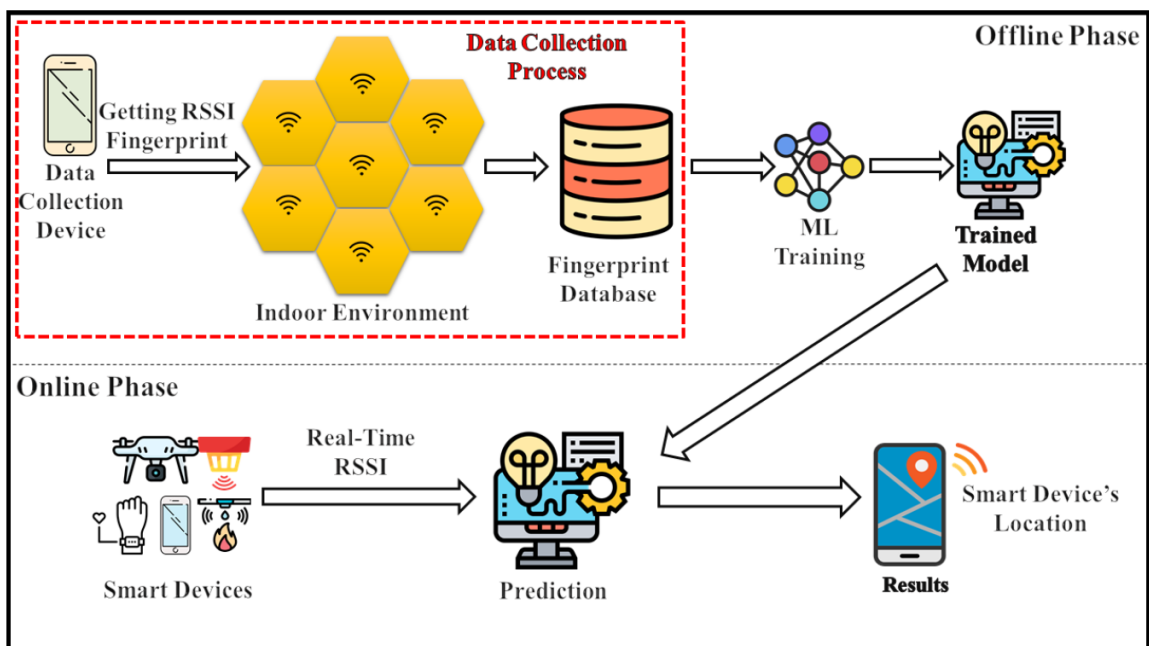 Data Collection
Process
Offline Phase
Getting RSSI
Fingerprint
Data
Collection
Device
Indoor Environment
Fingerprint
Database
ML
Training
Trained
Model
Online Phase
Real-Time
RSSI
Smart Devices
Prediction
Smart Device’s
Location
Results